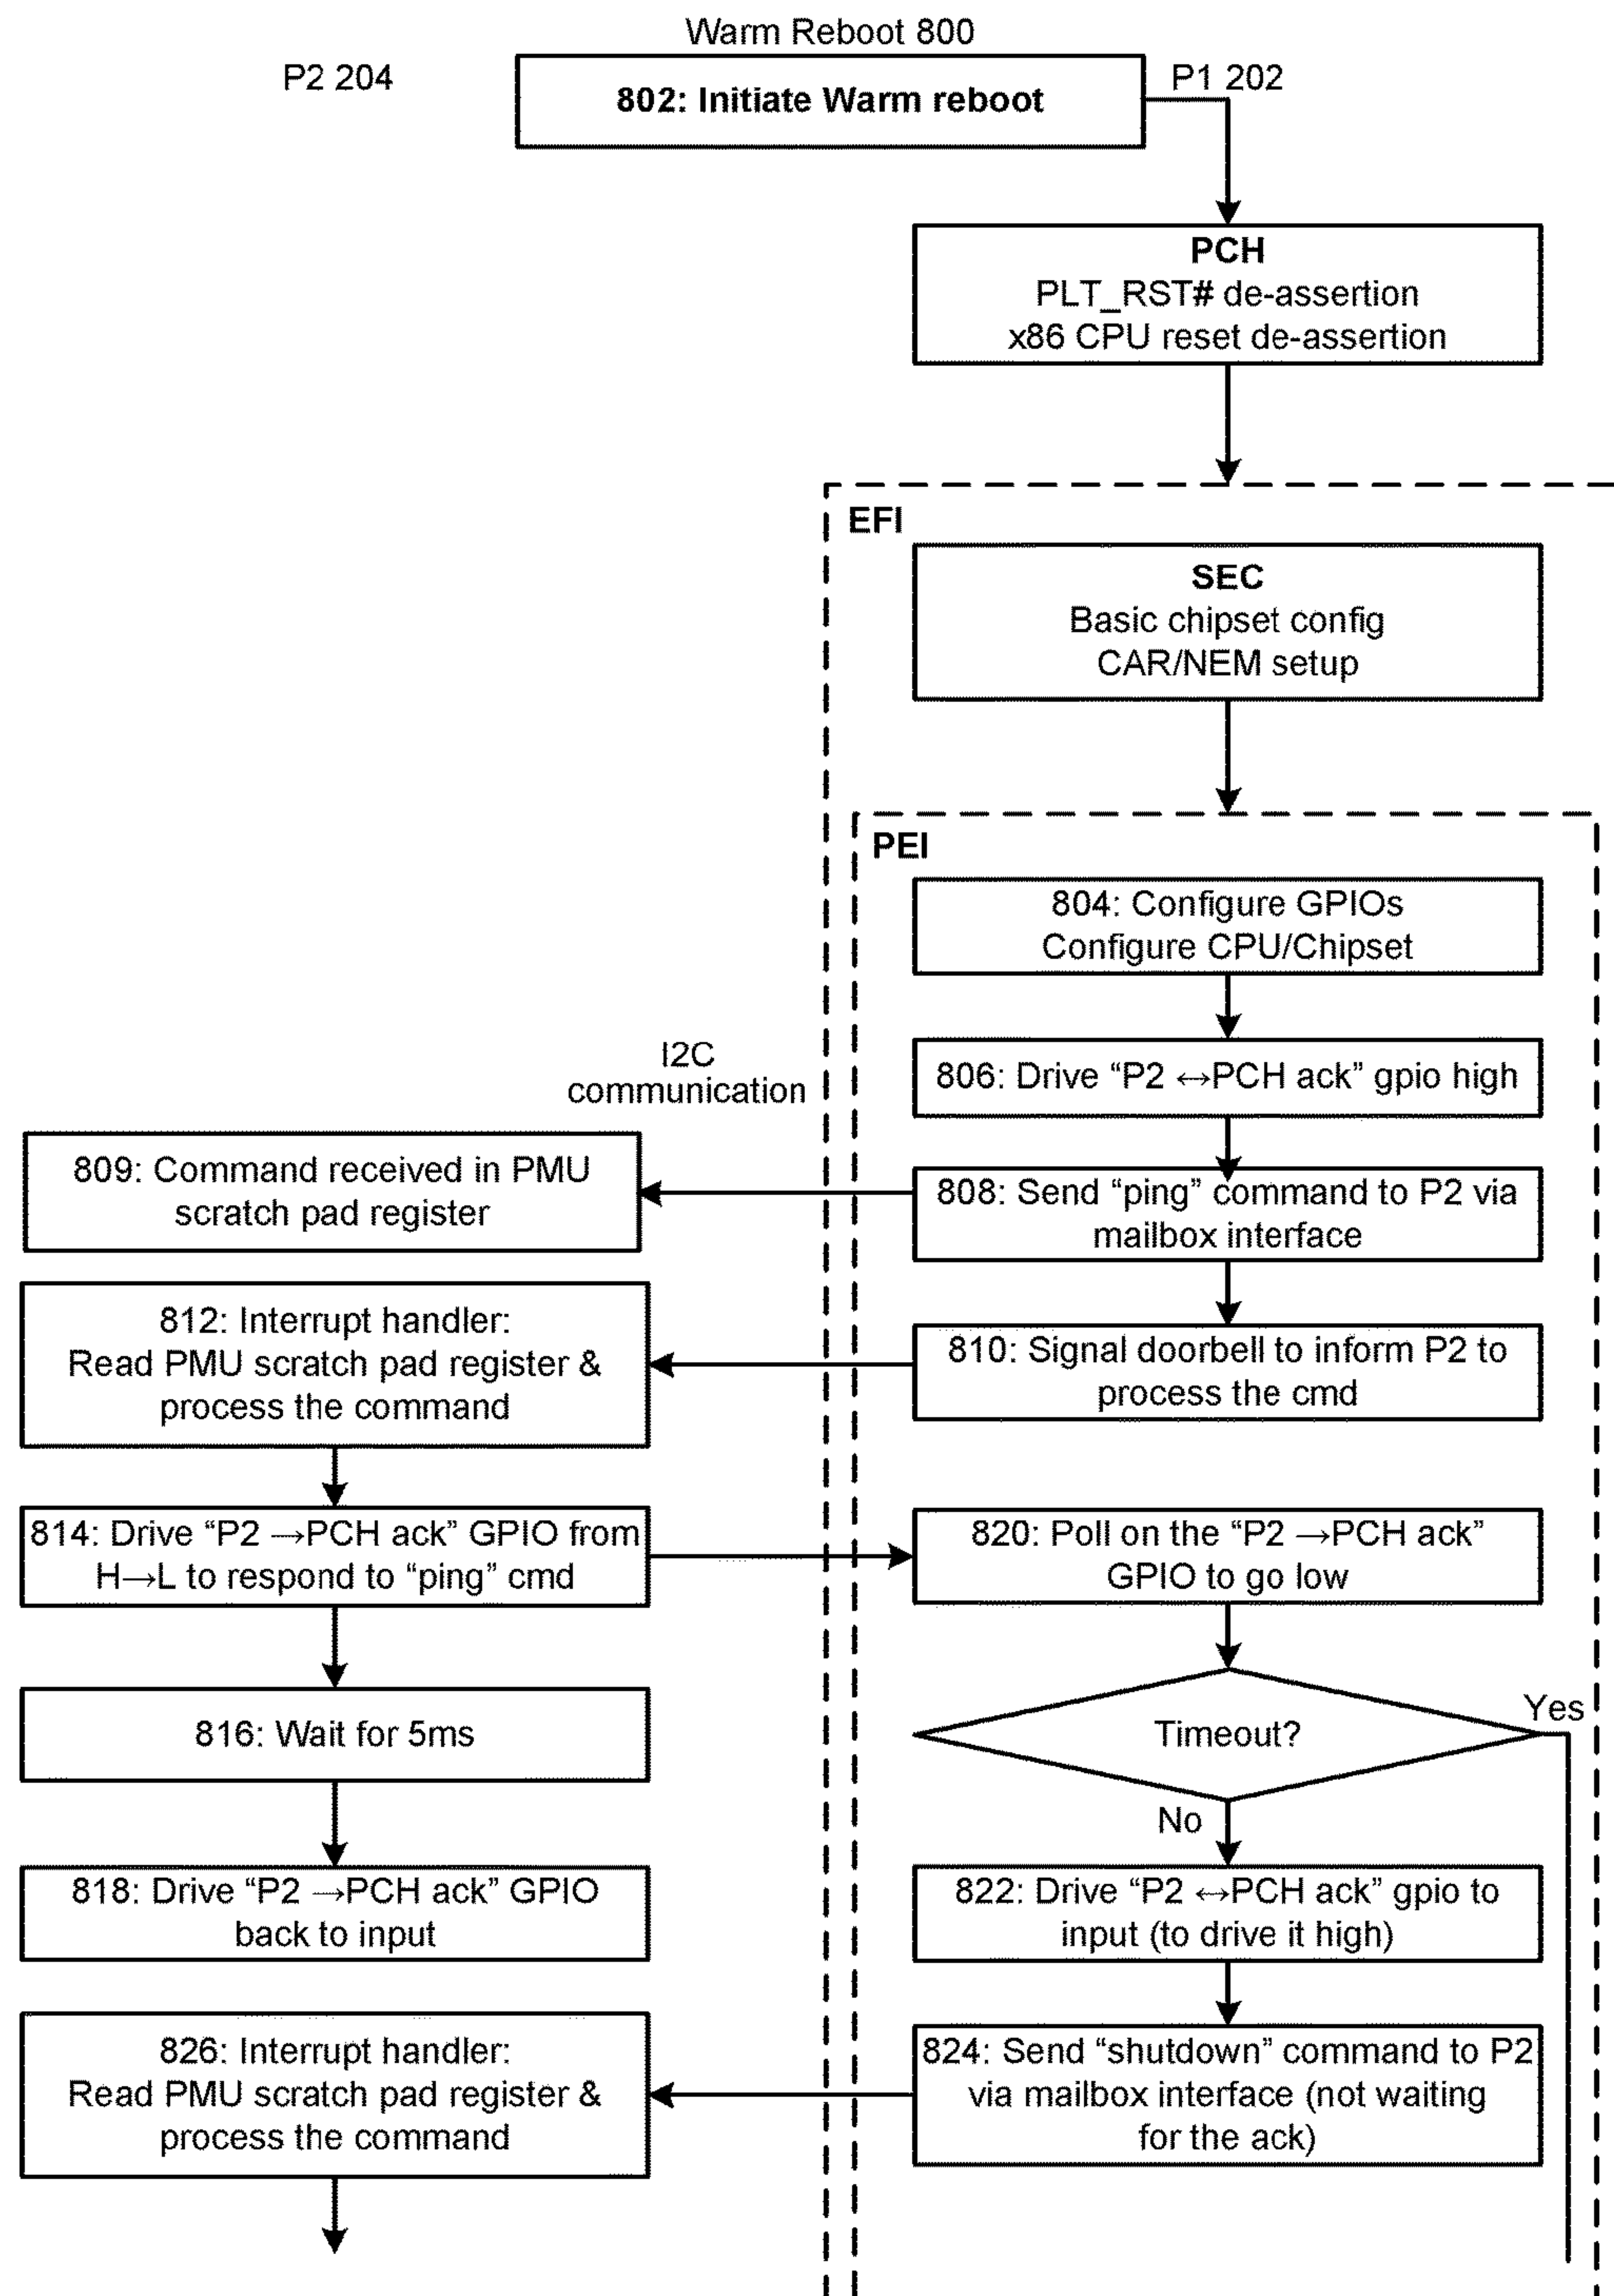 Warm Reboot 800
P2 204
802: Initiate Warm reboot
P1 202
PCH
PLT_RST# de-assertion
x86 CPU reset de-assertion
EFI
SEC
Basic chipset config
CAR/NEM setup
PEI
804: Configure GPIOs
Configure CPU/Chipset
I2C
communication
806: Drive “P2 ↔PCH ack” gpio high
809: Command received in PMU
scratch pad register
808: Send “ping” command to P2 via
mailbox interface
812: Interrupt handler:
Read PMU scratch pad register &
process the command
810: Signal doorbell to inform P2 to
process the cmd
814: Drive “P2 →PCH ack” GPIO from
H→L to respond to “ping” cmd
820: Poll on the “P2 →PCH ack”
GPIO to go low
816: Wait for 5ms
Timeout?
Yes
No
818: Drive “P2 →PCH ack” GPIO
back to input
822: Drive “P2 ↔PCH ack” gpio to
input (to drive it high)
826: Interrupt handler:
Read PMU scratch pad register &
process the command
824: Send “shutdown” command to P2
via mailbox interface (not waiting
for the ack)